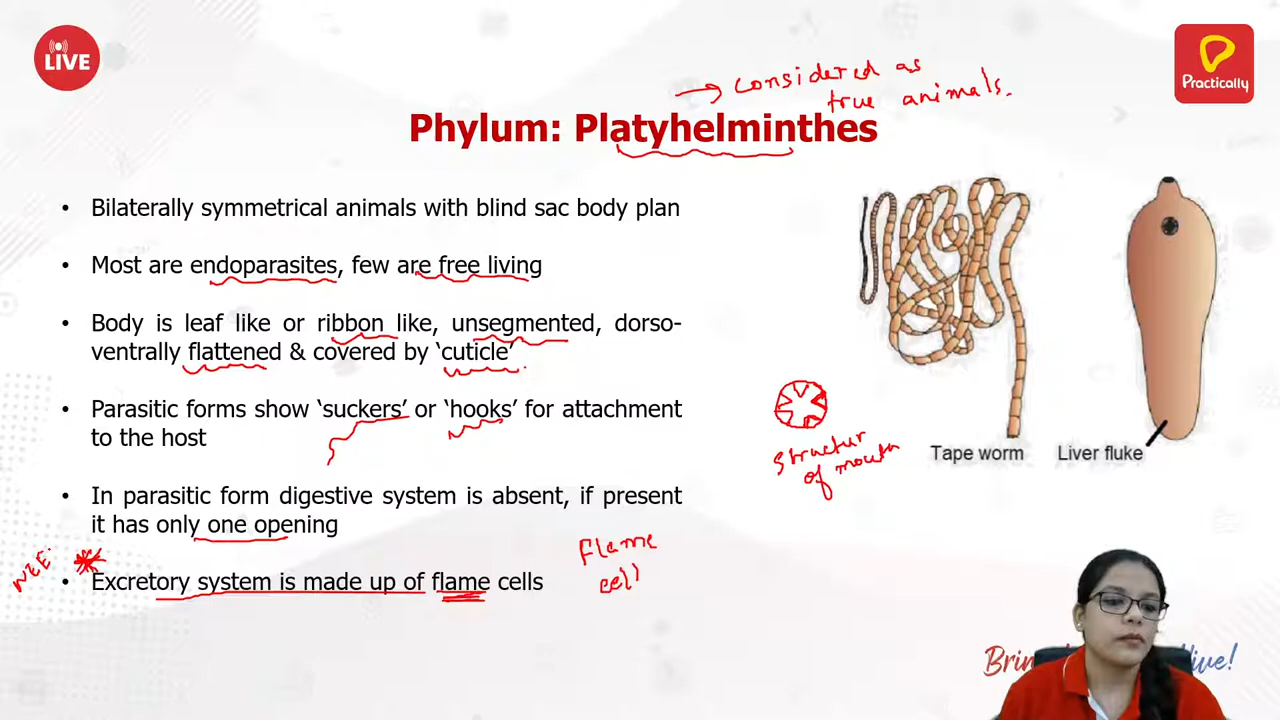 LIVE
Practically
→ considered as
true animals.
Phylum: Platyhelminthes
• Bilaterally symmetrical animals with blind sac body plan
• Most are endoparasites, few are free living
• Body is leaf like or ribbon like, unsegmented, dorso-
ventrally flattened & covered by ‘cuticle’
• Parasitic forms show ‘suckers’ or ‘hooks’ for attachment
to the host
• In parasitic form digestive system is absent, if present
it has only one opening
• Excretory system is made up of flame cells
Flame
cell
structur
of mouth
Tape worm
Liver fluke